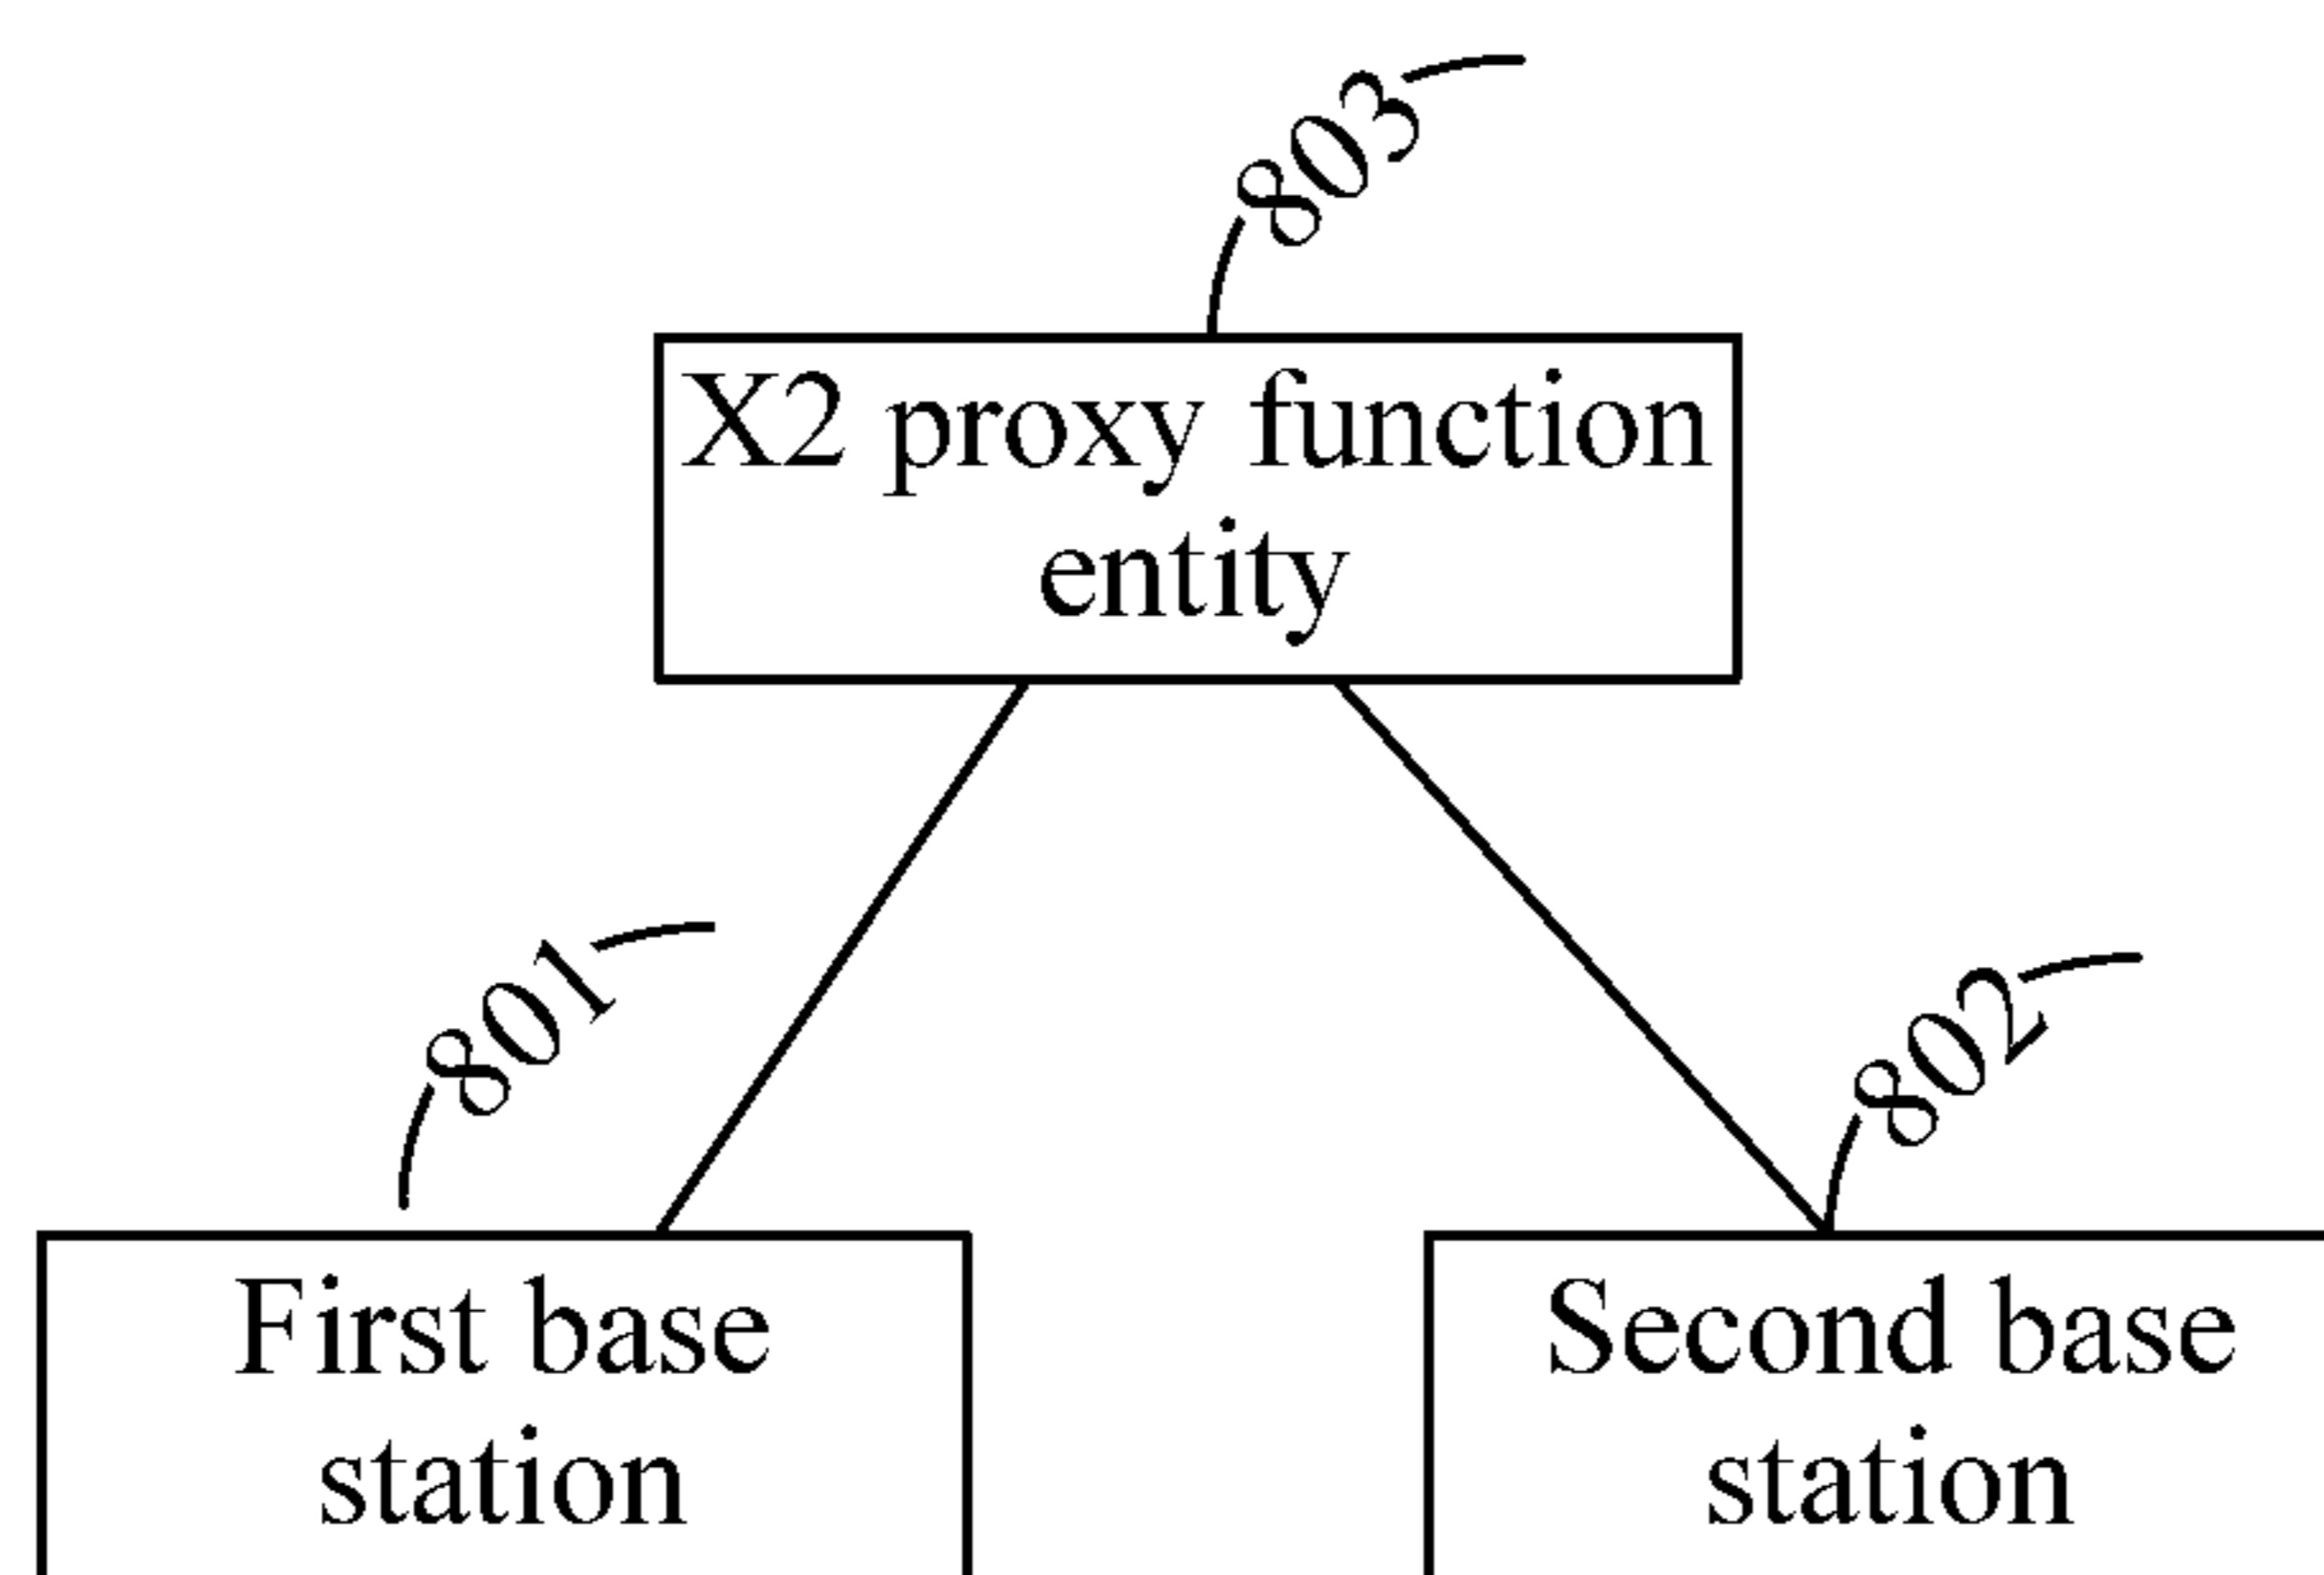 803
X2 proxy function
entity
801
802
First base
station
Second base
station